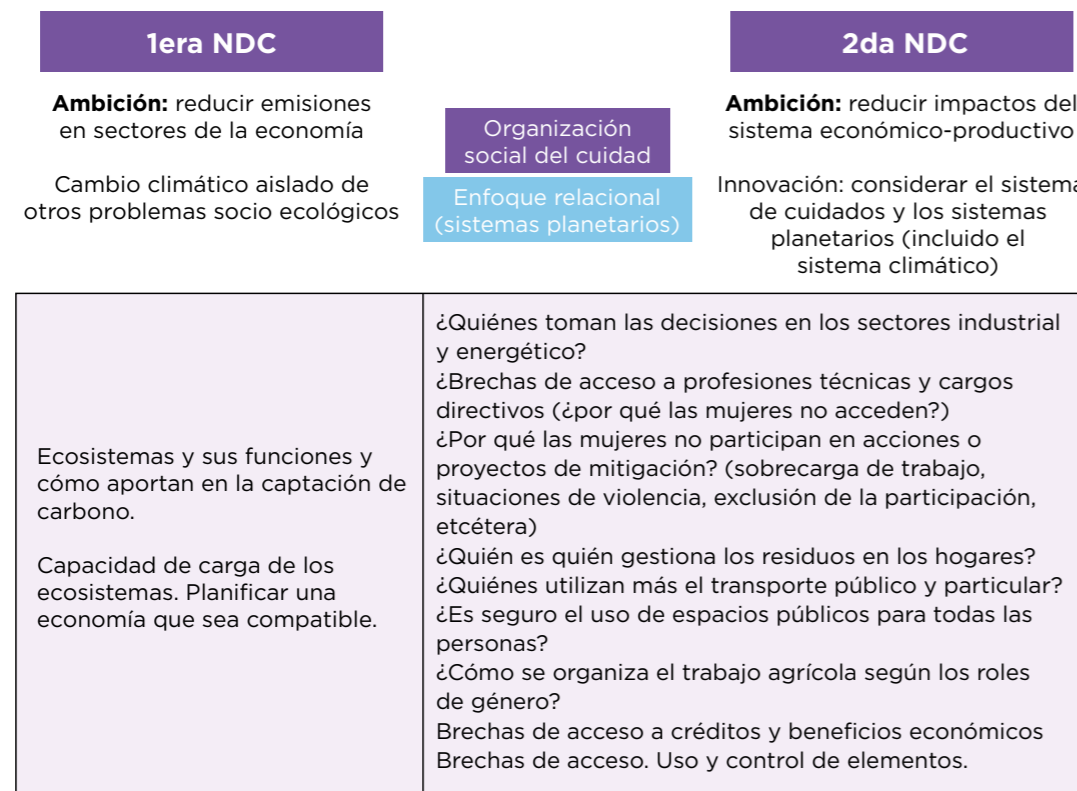 1era NDC
Ambición: reducir emisiones
en sectores de la economía
Cambio climático aislado de
otros problemas socio ecológicos
Organización
social del cuidad
Enfoque relacional
(sistemas planetarios)
2da NDC
Ambición: reducir impactos del
sistema económico-productivo
Innovación: considerar el sistema
de cuidados y los sistemas
planetarios (incluido el
sistema climático)
Ecosistemas y sus funciones y
cómo aportan en la captación de
carbono.
Capacidad de carga de los
ecosistemas. Planificar una
economía que sea compatible.
¿Quiénes toman las decisiones en los sectores industrial
y energético?
¿Brechas de acceso a profesiones técnicas y cargos
directivos (¿por qué las mujeres no acceden?)
¿Por qué las mujeres no participan en acciones o
proyectos de mitigación? (sobrecarga de trabajo,
situaciones de violencia, exclusión de la participación,
etcétera)
¿Quién es quién gestiona los residuos en los hogares?
¿Quiénes utilizan más el transporte público y particular?
¿Es seguro el uso de espacios públicos para todas las
personas?
¿Cómo se organiza el trabajo agrícola según los roles
de género?
Brechas de acceso a créditos y beneficios económicos
Brechas de acceso. Uso y control de elementos.